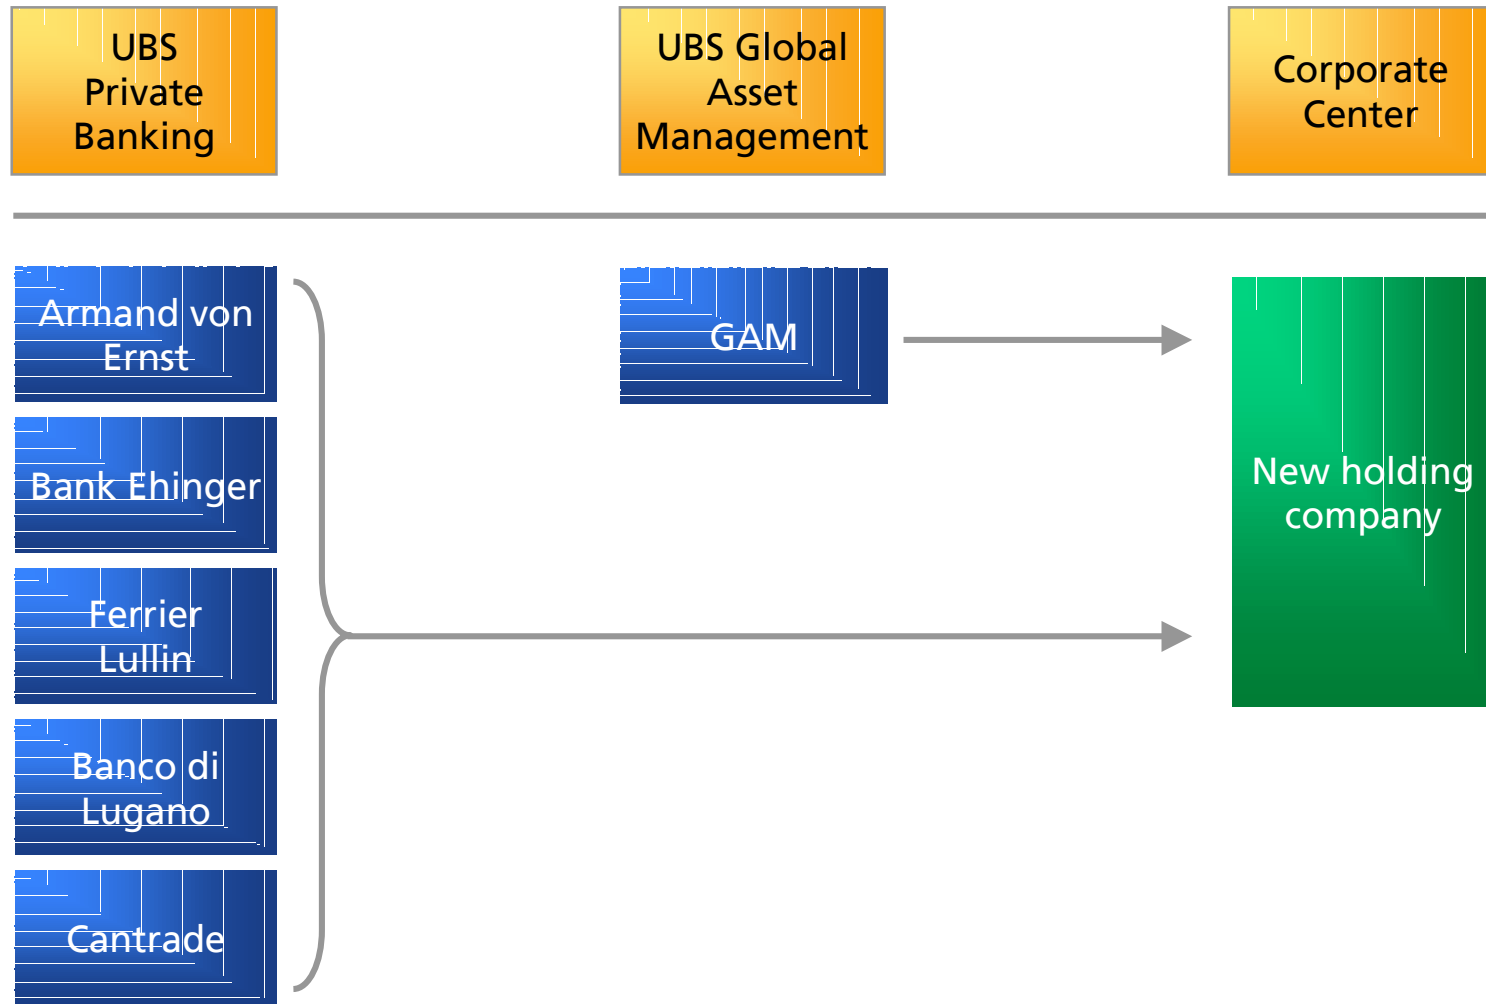 UBS
Private
Banking
UBS Global
Asset
Management
Corporate
Center
Armand von
Ernst
GAM
Bank Ehinger
New holding
company
Ferrier
Lullin
Banco di
Lugano
Cantrade